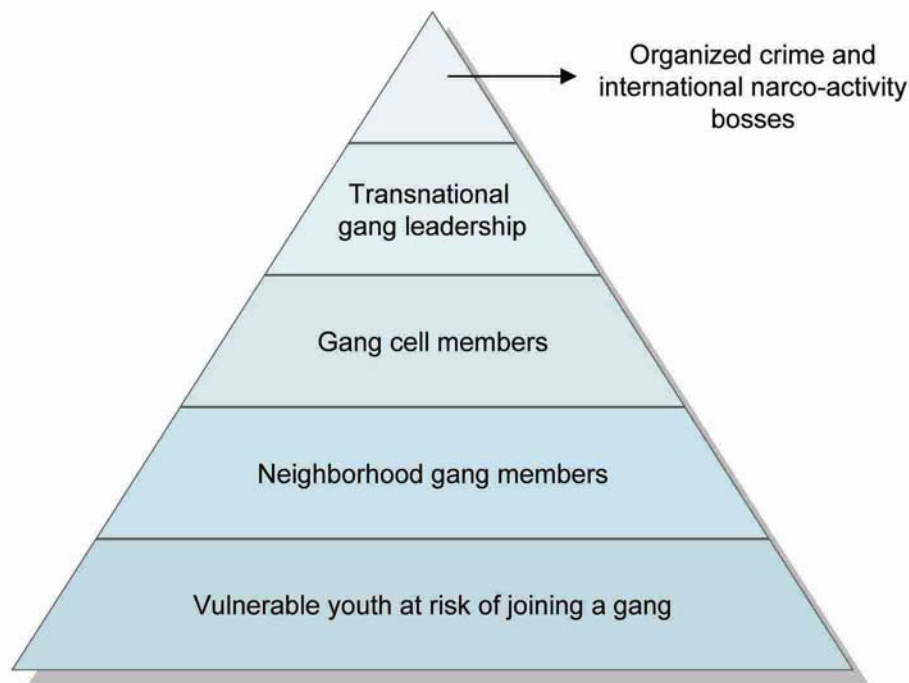 Organized crime and
international narco-activity
bosses
Transnational
gang leadership
Gang cell members
Neighborhood gang members
Vulnerable youth at risk of joining a gang